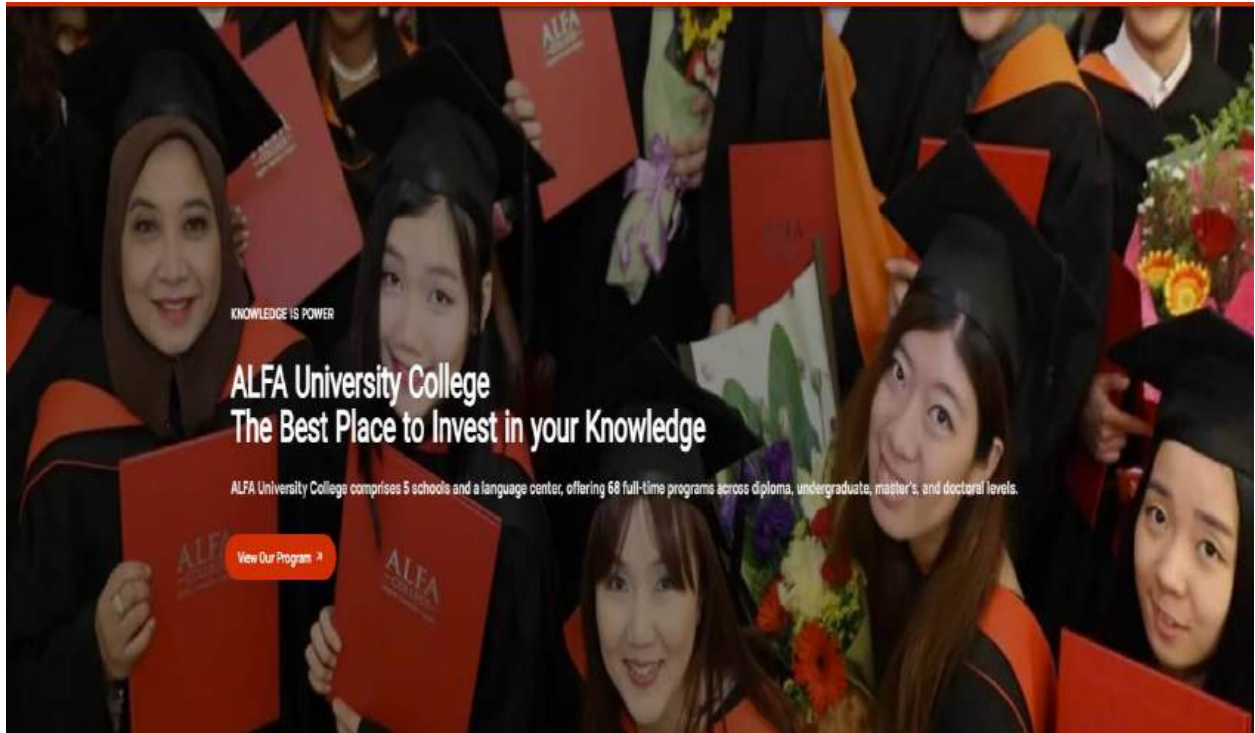 ALFA
ALFA
KNOWLEDGE IS POWER
ALFA University College
The Best Place to Invest in your Knowledge
ALFA University College comprises 5 schools and a language center, offering 68 full-time programs across diploma, undergraduate, master's, and doctoral levels.
View Our Program ↗
ALFA
ALFA
COLLEGE